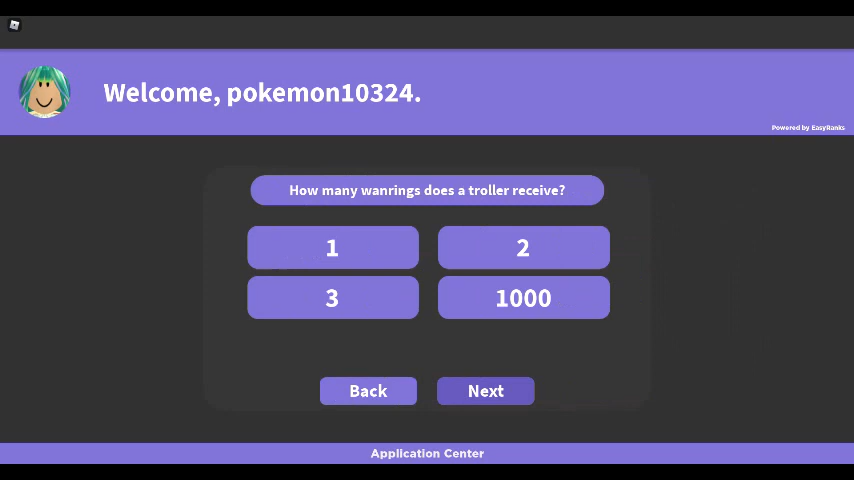 Welcome, pokemon10324.
Powered by EasyRanks
How many wanrings does a troller receive?
1
2
3
1000
Back
Next
Application Center